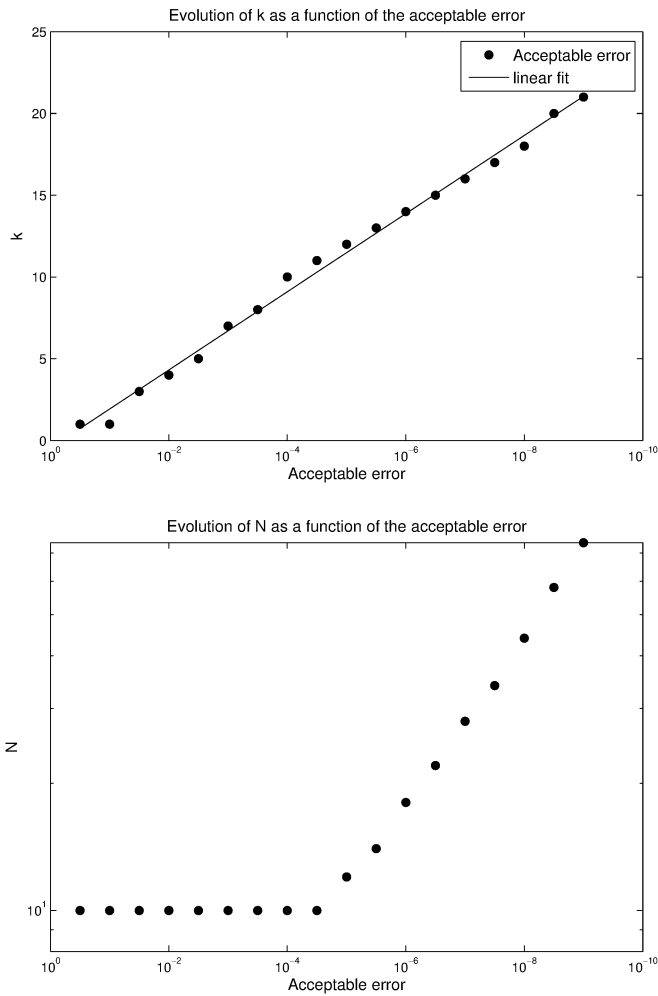 Evolution of k as a function of the acceptable error
25
20
15
10
5
0
k
Acceptable error
linear fit
10^0 10^−2 10^−4 10^−6 10^−8 10^−10
Acceptable error
Evolution of N as a function of the acceptable error
N
10^1
10^0 10^−2 10^−4 10^−6 10^−8 10^−10
Acceptable error